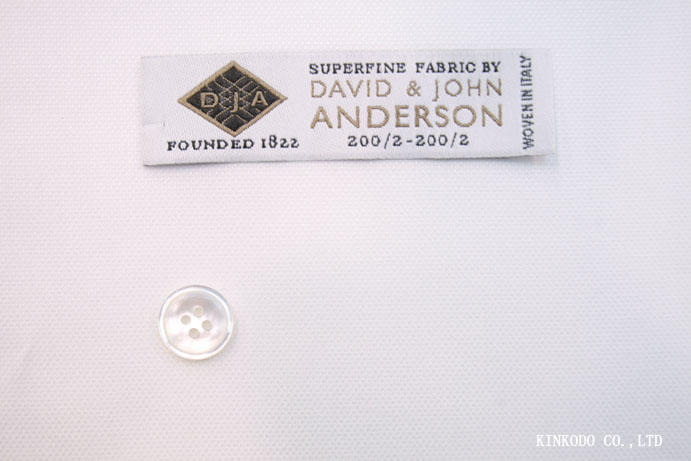 DJA
FOUNDED 1822
SUPERFINE FABRIC BY
DAVID & JOHN
ANDERSON
200/2-200/2
WOVEN IN ITALY
KINKODO CO.,LTD